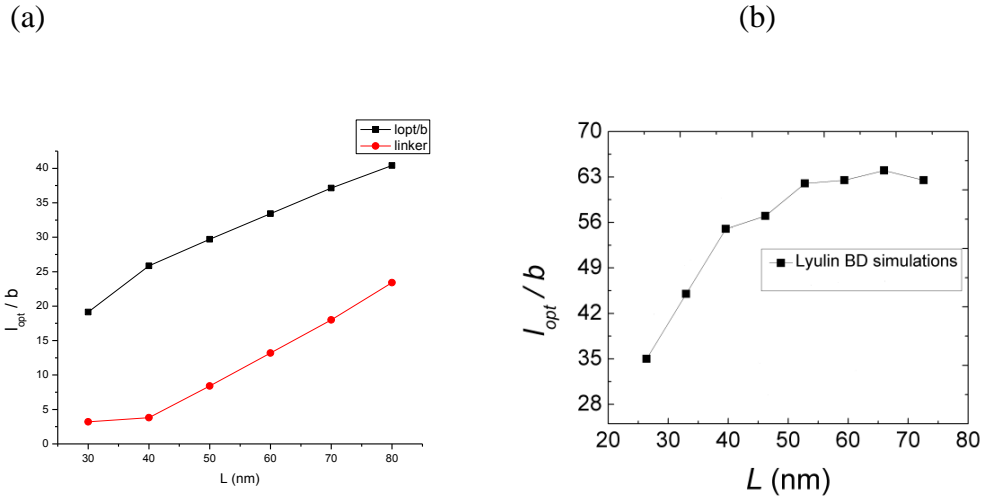 (a)
(b)
lopt/b
linker
40
35
30
25
20
15
10
5
0
30 40 50 60 70 80
l_opt / b
L (nm)
70
63
56
49
42
35
28
20 30 40 50 60 70 80
l_opt / b
L (nm)
Lyulin BD simulations